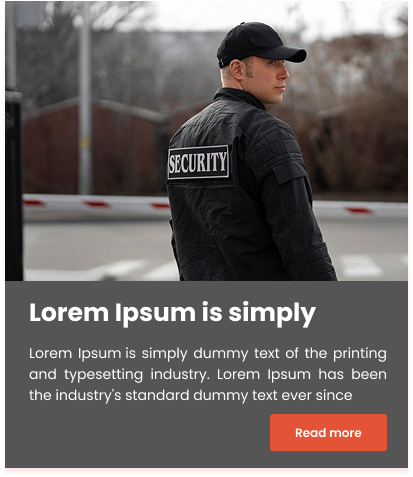 SECURITY
Lorem Ipsum is simply
Lorem Ipsum is simply dummy text of the printing
and typesetting industry. Lorem Ipsum has been
the industry's standard dummy text ever since
Read more